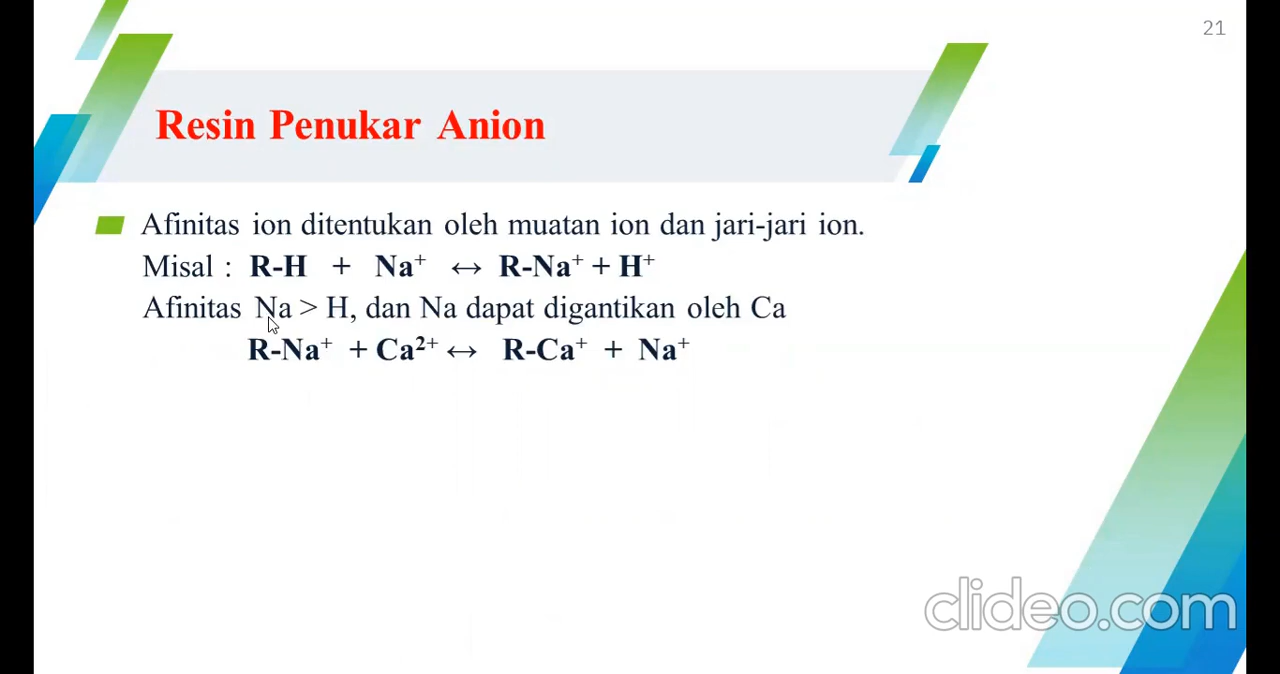 21
Resin Penukar Anion
Afinitas ion ditentukan oleh muatan ion dan jari-jari ion.
Misal : R-H + Na⁺ ↔ R-Na⁺ + H⁺
Afinitas Na > H, dan Na dapat digantikan oleh Ca
R-Na⁺ + Ca²⁺ ↔ R-Ca⁺ + Na⁺
clideo.com